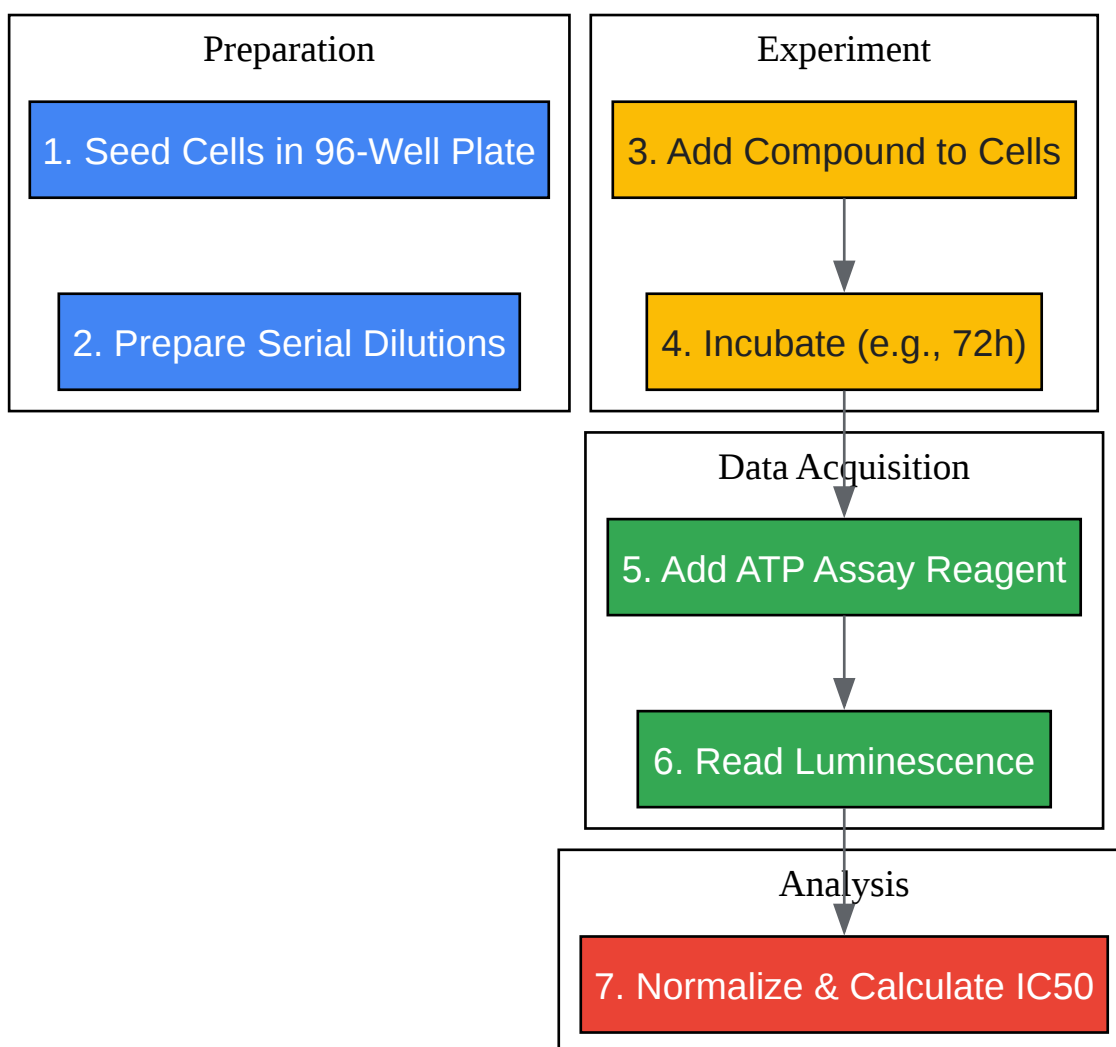 Preparation
1. Seed Cells in 96-Well Plate
2. Prepare Serial Dilutions
Experiment
3. Add Compound to Cells
4. Incubate (e.g., 72h)
Data Acquisition
5. Add ATP Assay Reagent
6. Read Luminescence
Analysis
7. Normalize & Calculate IC50